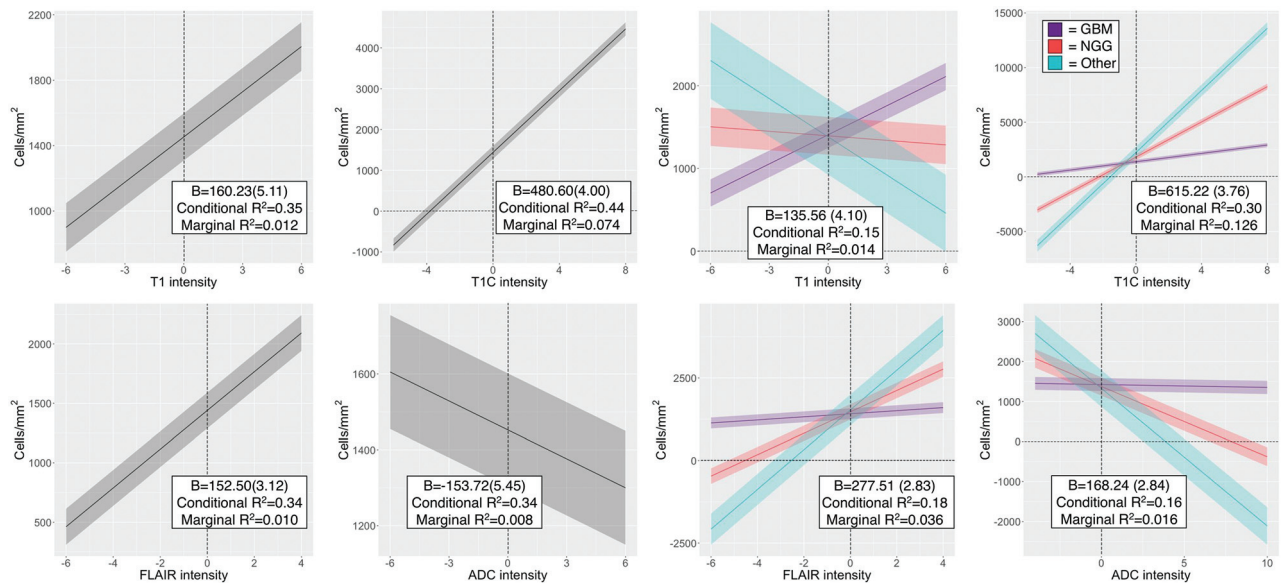 Cells/mm²
2200
1800
1400
1000
-6
-3
0
3
6
T1 intensity
B=160.23(5.11)
Conditional R²=0.35
Marginal R²=0.012
Cells/mm²
4000
3000
2000
1000
0
-1000
-4
0
4
8
T1C intensity
B=480.60(4.00)
Conditional R²=0.44
Marginal R²=0.074
Cells/mm²
2000
1000
0
-6
-3
0
3
6
T1 intensity
B=135.56 (4.10)
Conditional R²=0.15
Marginal R²=0.014
Cells/mm²
15000
10000
5000
0
-5000
-4
0
4
8
T1C intensity
= GBM
= NGG
= Other
B=615.22 (3.76)
Conditional R²=0.30
Marginal R²=0.126
Cells/mm²
2000
1500
1000
500
-6
-4
-2
0
2
4
FLAIR intensity
B=152.50(3.12)
Conditional R²=0.34
Marginal R²=0.010
Cells/mm²
1600
1400
1200
-6
-3
0
3
6
ADC intensity
B=-153.72(5.45)
Conditional R²=0.34
Marginal R²=0.008
Cells/mm²
2500
0
-2500
-6
-4
-2
0
2
4
FLAIR intensity
B=277.51 (2.83)
Conditional R²=0.18
Marginal R²=0.036
Cells/mm²
3000
2000
1000
0
-1000
-2000
0
5
10
ADC intensity
B=168.24 (2.84)
Conditional R²=0.16
Marginal R²=0.016